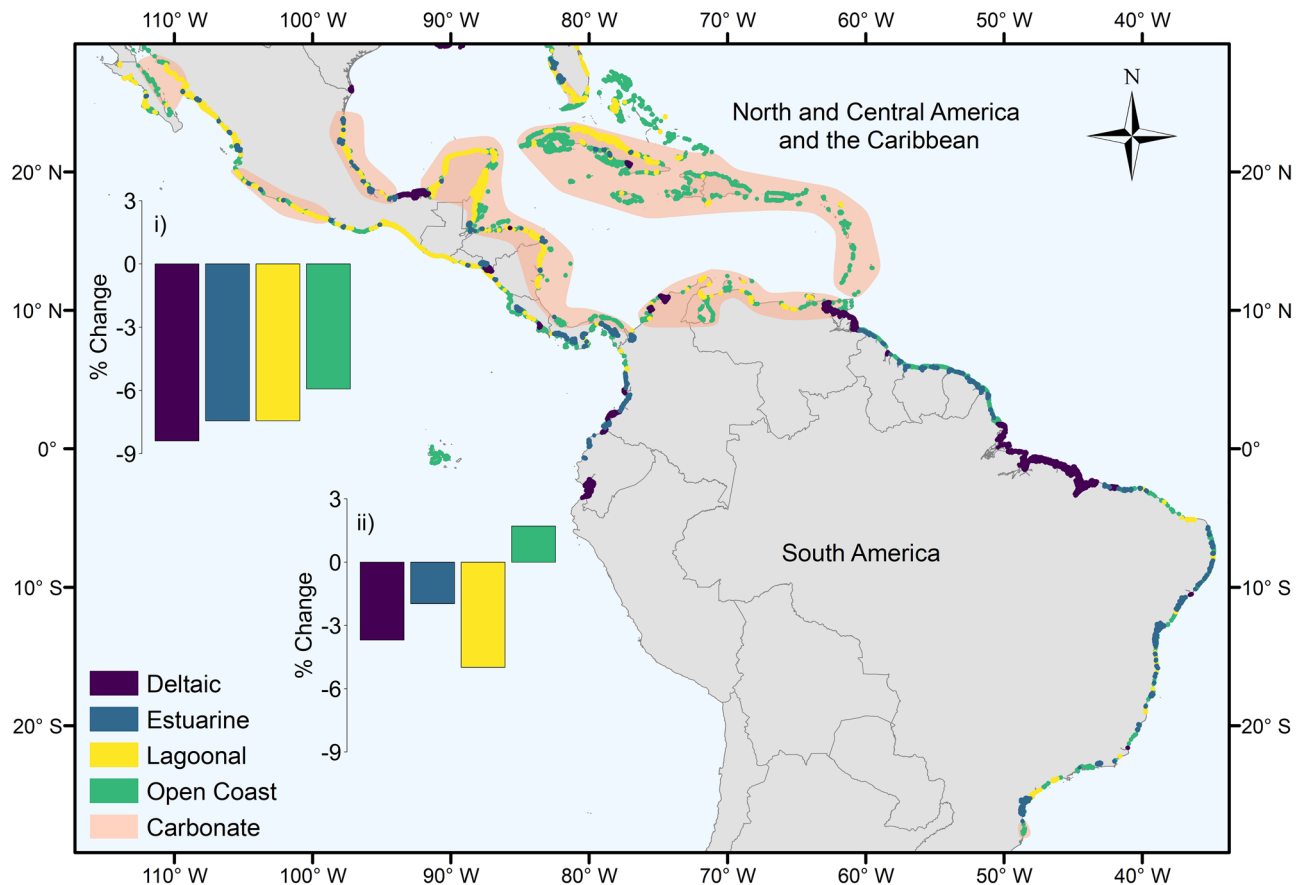 110° W 100° W 90° W 80° W 70° W 60° W 50° W 40° W
N
North and Central America
and the Caribbean
20° N 20° N
3
i)
0
-3
-6
-9
% Change
10° N 10° N
0° 0°
3
ii)
0
-3
-6
-9
% Change
South America
10° S 10° S
Deltaic
Estuarine
Lagoonal
Open Coast
Carbonate
20° S 20° S
110° W 100° W 90° W 80° W 70° W 60° W 50° W 40° W